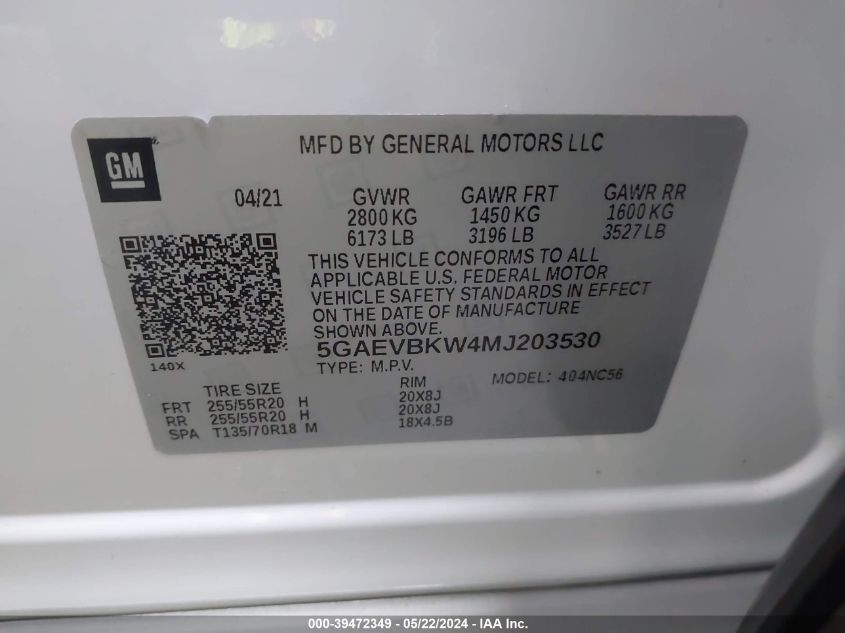 GM
MFD BY GENERAL MOTORS LLC
04/21 GVWR GAWR FRT GAWR RR
2800 KG 1450 KG 1600 KG
6173 LB 3196 LB 3527 LB
THIS VEHICLE CONFORMS TO ALL
APPLICABLE U.S. FEDERAL MOTOR
VEHICLE SAFETY STANDARDS IN EFFECT
ON THE DATE OF MANUFACTURE
SHOWN ABOVE.
5GAEVBKW4MJ203530
140X
TYPE: M.P.V. MODEL: 404NC56
TIRE SIZE RIM
FRT 255/55R20 H 20X8J
RR 255/55R20 H 20X8J
SPA T135/70R18 M 18X4.5B
000-39472349 - 05/22/2024 - IAA Inc.